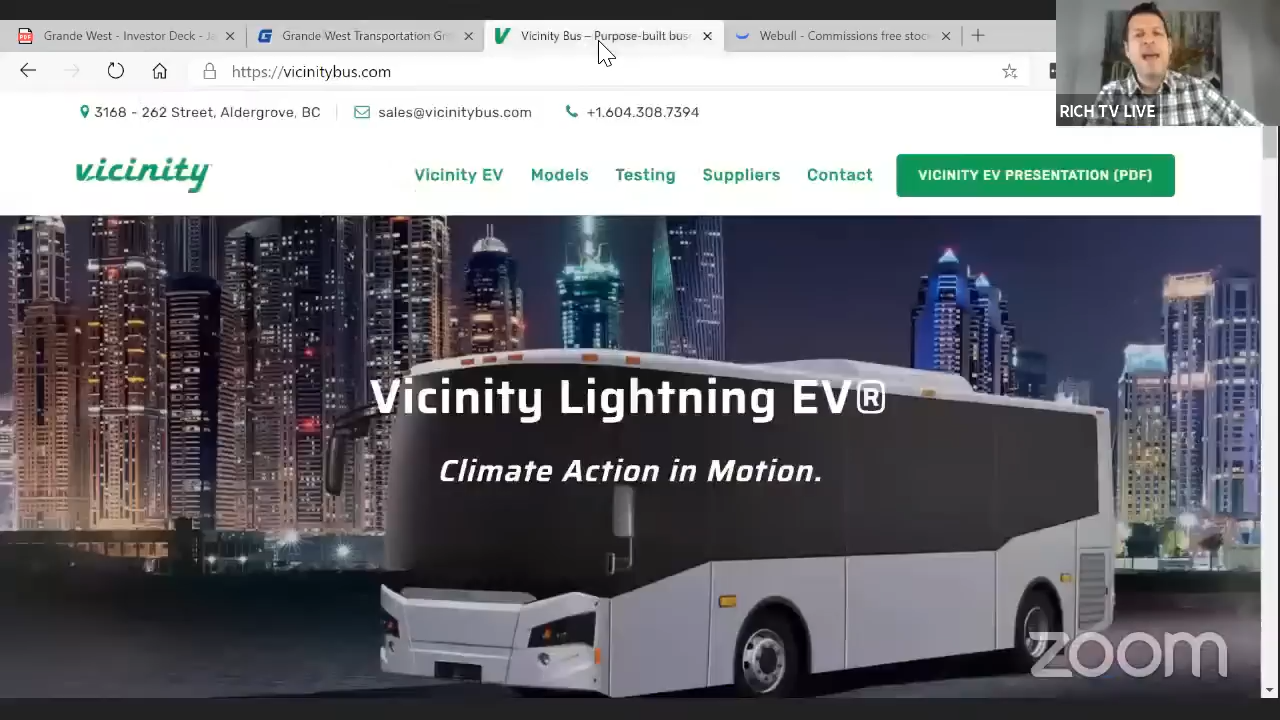 Grande West - Investor Deck - Ja
Grande West Transportation Gr
Vicinity Bus – Purpose-built bus
Webull - Commissions free stoc
https://vicinitybus.com
RICH TV LIVE
3168 - 262 Street, Aldergrove, BC
sales@vicinitybus.com
+1.604.308.7394
vicinity
Vicinity EV
Models
Testing
Suppliers
Contact
VICINITY EV PRESENTATION (PDF)
Vicinity Lightning EV®
Climate Action in Motion.
zoom